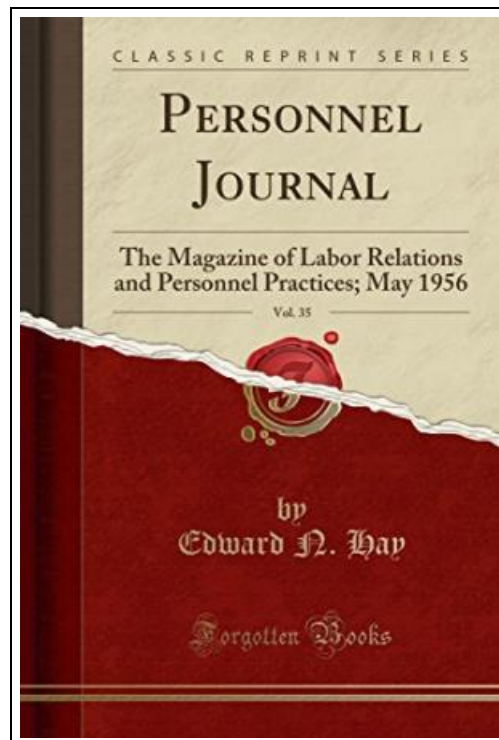 CLASSIC REPRINT SERIES
PERSONNEL
JOURNAL
The Magazine of Labor Relations
and Personnel Practices; May 1956
Vol. 35
by
Edward N. Hay
Forgotten Books